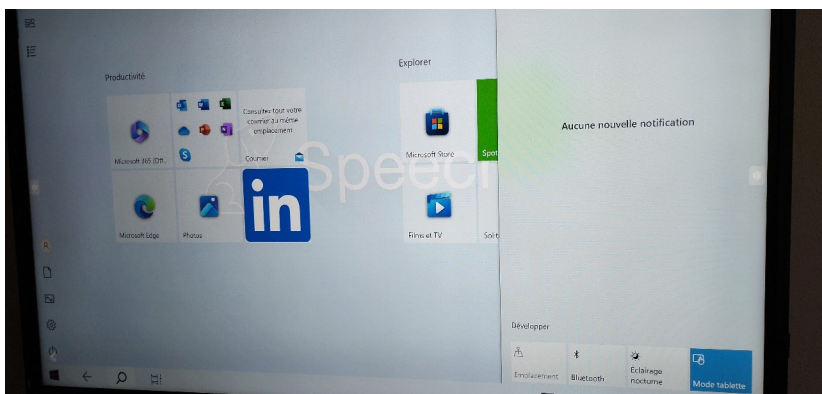 Productivité
Explorer
Aucune nouvelle notification
Consultez tout votre
courrier au même
emplacement
Microsoft 365 (Offi...
Courrier
Microsoft Store
Spot
Speech
in
Microsoft Edge
Photos
Films et TV
Solit
Développer
Emplacement
Bluetooth
Éclairage
nocturne
Mode tablette